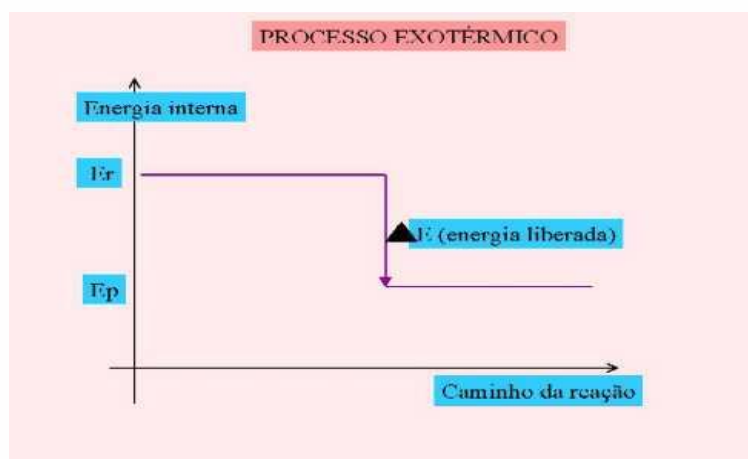 PROCESSO EXOTÉRMICO
Energia interna
Er
E (energia liberada)
Ep
Caminho da reação